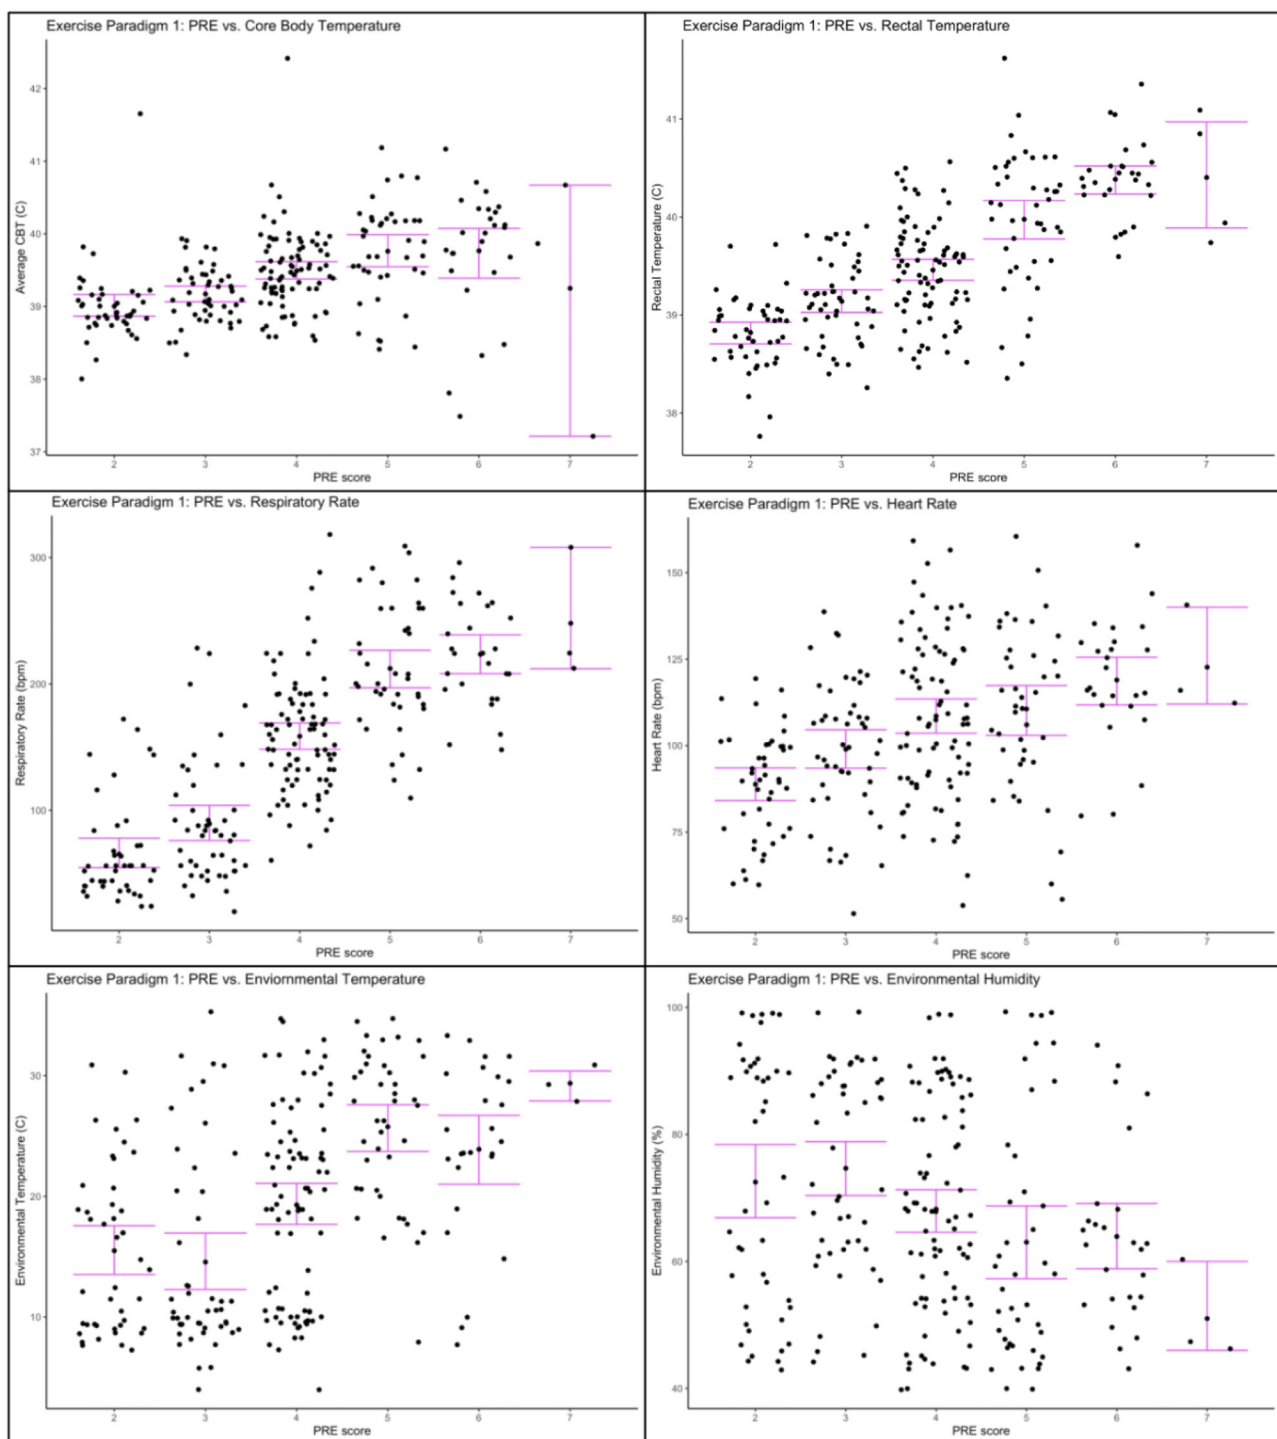 Exercise Paradigm 1: PRE vs. Core Body Temperature
Average CBT (C)
42
41
40
39
38
37
2 3 4 5 6 7
PRE score
Exercise Paradigm 1: PRE vs. Rectal Temperature
Rectal Temperature (C)
41
40
39
38
2 3 4 5 6 7
PRE score
Exercise Paradigm 1: PRE vs. Respiratory Rate
Respiratory Rate (bpm)
300
200
100
2 3 4 5 6 7
PRE score
Exercise Paradigm 1: PRE vs. Heart Rate
Heart Rate (bpm)
150
125
100
75
50
2 3 4 5 6 7
PRE score
Exercise Paradigm 1: PRE vs. Enviornmental Temperature
Environmental Temperature (C)
30
20
10
2 3 4 5 6 7
PRE score
Exercise Paradigm 1: PRE vs. Environmental Humidity
Environmental Humidity (%)
100
80
60
40
2 3 4 5 6 7
PRE score